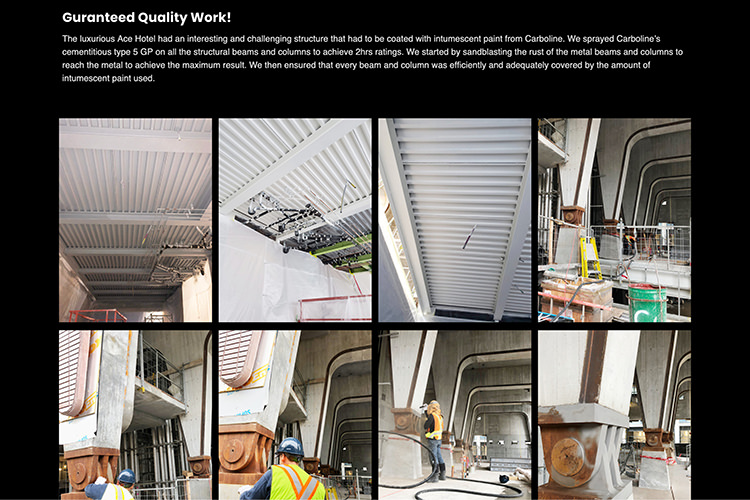 Guranteed Quality Work!
The luxurious Ace Hotel had an interesting and challenging structure that had to be coated with intumescent paint from Carboline. We sprayed Carboline's
cementitious type 5 GP on all the structural beams and columns to achieve 2hrs ratings. We started by sandblasting the rust of the metal beams and columns to
reach the metal to achieve the maximum result. We then ensured that every beam and column was efficiently and adequately covered by the amount of
intumescent paint used.